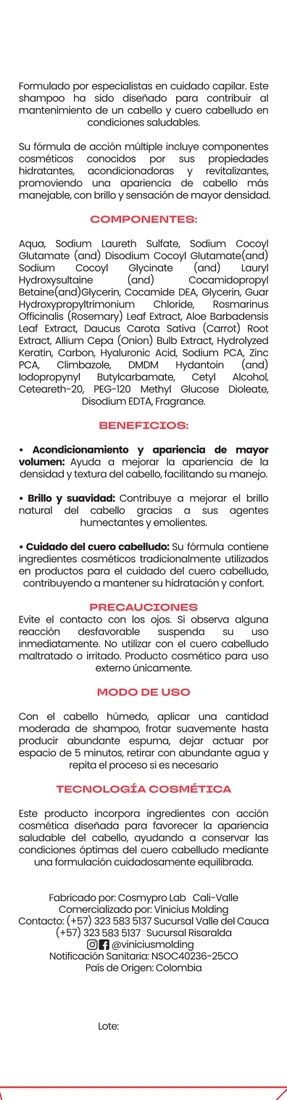 Formulado por especialistas en cuidado capilar. Este
shampoo ha sido diseñado para contribuir al
mantenimiento de un cabello y cuero cabelludo en
condiciones saludables.
Su fórmula de acción múltiple incluye componentes
cosméticos conocidos por sus propiedades
hidratantes, acondicionadoras y revitalizantes,
promoviendo una apariencia de cabello más
manejable, con brillo y sensación de mayor densidad.
COMPONENTES:
Aqua, Sodium Laureth Sulfate, Sodium Cocoyl
Glutamate (and) Disodium Cocoyl Glutamate(and)
Sodium Cocoyl Glycinate (and) Lauryl
Hydroxysultaine (and) Cocamidopropyl
Betaine(and)Glycerin, Cocamide DEA, Glycerin, Guar
Hydroxypropyltrimonium Chloride, Rosmarinus
Officinalis (Rosemary) Leaf Extract, Aloe Barbadensis
Leaf Extract, Daucus Carota Sativa (Carrot) Root
Extract, Allium Cepa (Onion) Bulb Extract, Hydrolyzed
Keratin, Carbon, Hyaluronic Acid, Sodium PCA, Zinc
PCA, Climbazole, DMDM Hydantoin (and)
Iodopropynyl Butylcarbamate, Cetyl Alcohol,
Ceteareth-20, PEG-120 Methyl Glucose Dioleate,
Disodium EDTA, Fragrance.
BENEFICIOS:
• Acondicionamiento y apariencia de mayor
volumen: Ayuda a mejorar la apariencia de la
densidad y textura del cabello, facilitando su manejo.
• Brillo y suavidad: Contribuye a mejorar el brillo
natural del cabello gracias a sus agentes
humectantes y emolientes.
• Cuidado del cuero cabelludo: Su fórmula contiene
ingredientes cosméticos tradicionalmente utilizados
en productos para el cuidado del cuero cabelludo,
contribuyendo a mantener su hidratación y confort.
PRECAUCIONES
Evite el contacto con los ojos. Si observa alguna
reacción desfavorable suspenda su uso
inmediatamente. No utilizar con el cuero cabelludo
maltratado o irritado. Producto cosmético para uso
externo únicamente.
MODO DE USO
Con el cabello húmedo, aplicar una cantidad
moderada de shampoo, frotar suavemente hasta
producir abundante espuma, dejar actuar por
espacio de 5 minutos, retirar con abundante agua y
repita el proceso si es necesario
TECNOLOGÍA COSMÉTICA
Este producto incorpora ingredientes con acción
cosmética diseñada para favorecer la apariencia
saludable del cabello, ayudando a conservar las
condiciones óptimas del cuero cabelludo mediante
una formulación cuidadosamente equilibrada.
Fabricado por: Cosmypro Lab Cali-Valle
Comercializado por: Vinicius Molding
Contacto: (+57) 323 583 5137 Sucursal Valle del Cauca
(+57) 323 583 5137 Sucursal Risaralda
@viniciusmolding
Notificación Sanitaria: NSOC40236-25CO
País de Origen: Colombia
Lote: